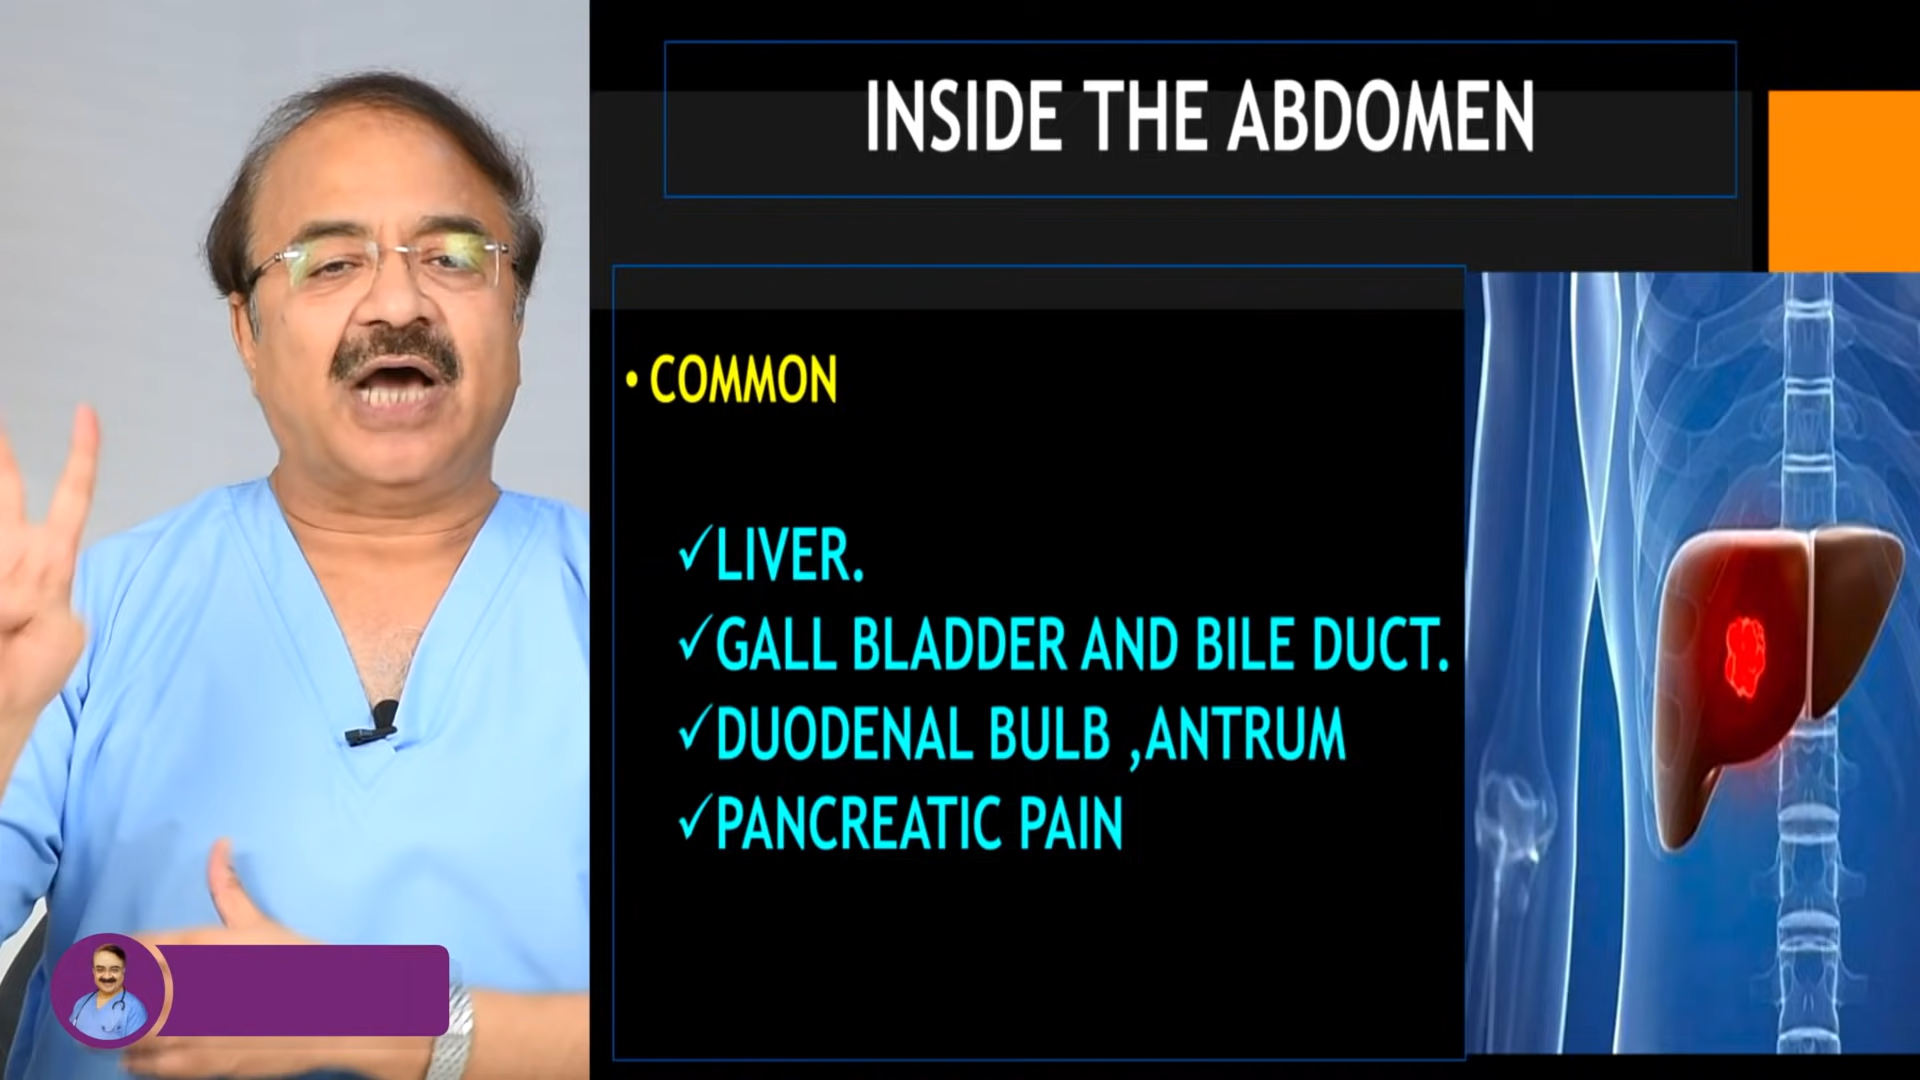 INSIDE THE ABDOMEN
• COMMON
✓LIVER.
✓GALL BLADDER AND BILE DUCT.
✓DUODENAL BULB ,ANTRUM
✓PANCREATIC PAIN